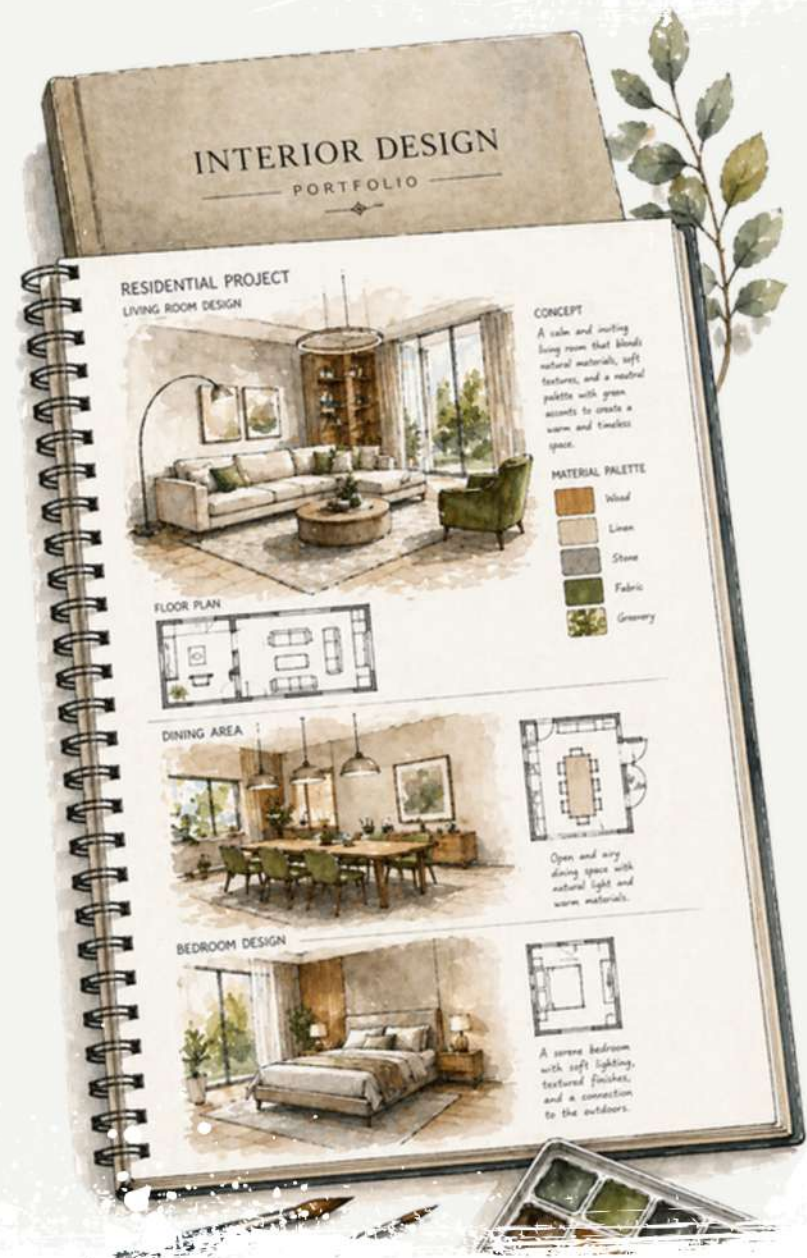 INTERIOR DESIGN
PORTFOLIO
RESIDENTIAL PROJECT
LIVING ROOM DESIGN
CONCEPT
A calm and inviting
living room that blends
natural materials, soft
textures, and a neutral
palette with green
accents to create a
warm and timeless
space.
MATERIAL PALETTE
Wood
Linen
Stone
Fabric
Greenery
FLOOR PLAN
DINING AREA
Open and airy
dining space with
natural light and
warm materials.
BEDROOM DESIGN
A serene bedroom
with soft lighting,
textured finishes,
and a connection
to the outdoors.